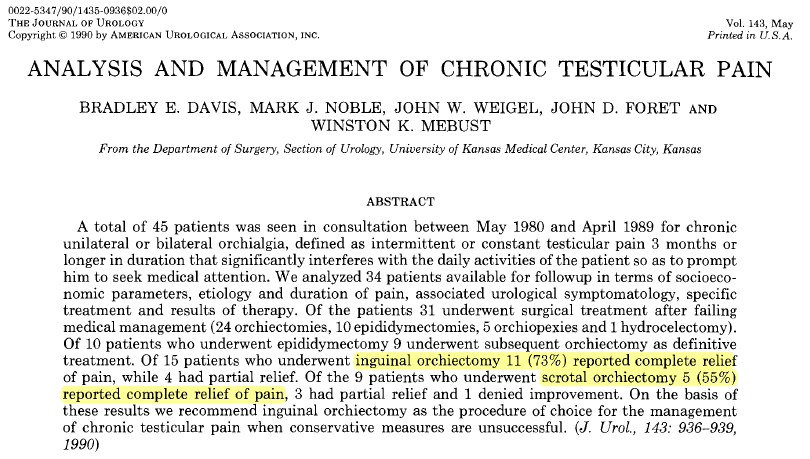 0022-5347/90/1435-0936$02.00/0
THE JOURNAL OF UROLOGY
Copyright © 1990 by AMERICAN UROLOGICAL ASSOCIATION, INC.
Vol. 143, May
Printed in U.S.A.
ANALYSIS AND MANAGEMENT OF CHRONIC TESTICULAR PAIN
BRADLEY E. DAVIS, MARK J. NOBLE, JOHN W. WEIGEL, JOHN D. FORET AND
WINSTON K. MEBUST
From the Department of Surgery, Section of Urology, University of Kansas Medical Center, Kansas City, Kansas
ABSTRACT
A total of 45 patients was seen in consultation between May 1980 and April 1989 for chronic
unilateral or bilateral orchialgia, defined as intermittent or constant testicular pain 3 months or
longer in duration that significantly interferes with the daily activities of the patient so as to prompt
him to seek medical attention. We analyzed 34 patients available for followup in terms of socioeco-
nomic parameters, etiology and duration of pain, associated urological symptomatology, specific
treatment and results of therapy. Of the patients 31 underwent surgical treatment after failing
medical management (24 orchiectomies, 10 epididymectomies, 5 orchiopexies and 1 hydrocelectomy).
Of 10 patients who underwent epididymectomy 9 underwent subsequent orchiectomy as definitive
treatment. Of 15 patients who underwent inguinal orchiectomy 11 (73%) reported complete relief
of pain, while 4 had partial relief. Of the 9 patients who underwent scrotal orchiectomy 5 (55%)
reported complete relief of pain, 3 had partial relief and 1 denied improvement. On the basis of
these results we recommend inguinal orchiectomy as the procedure of choice for the management
of chronic testicular pain when conservative measures are unsuccessful. (J. Urol., 143: 936–939,
1990)